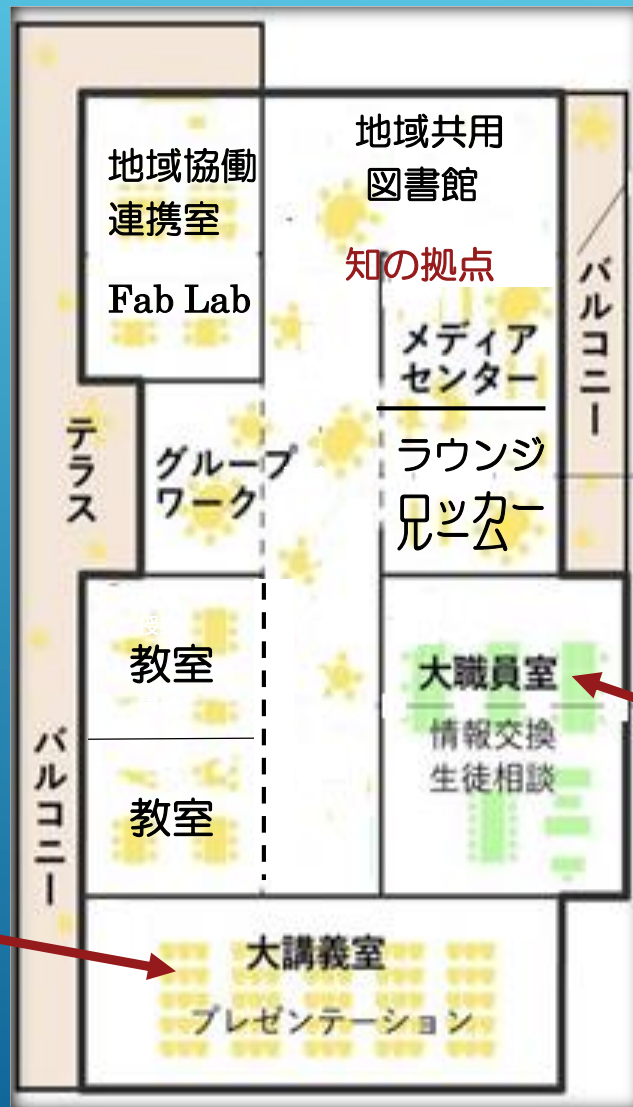 地域協働
連携室
Fab Lab
地域共用
図書館
知の拠点
バルコニー
メディア
センター
ラウンジ
ロッカー
ルーム
テラス
グループ
ワーク
教室
教室
大職員室
情報交換
生徒相談
バルコニー
大講義室
プレゼンテーション